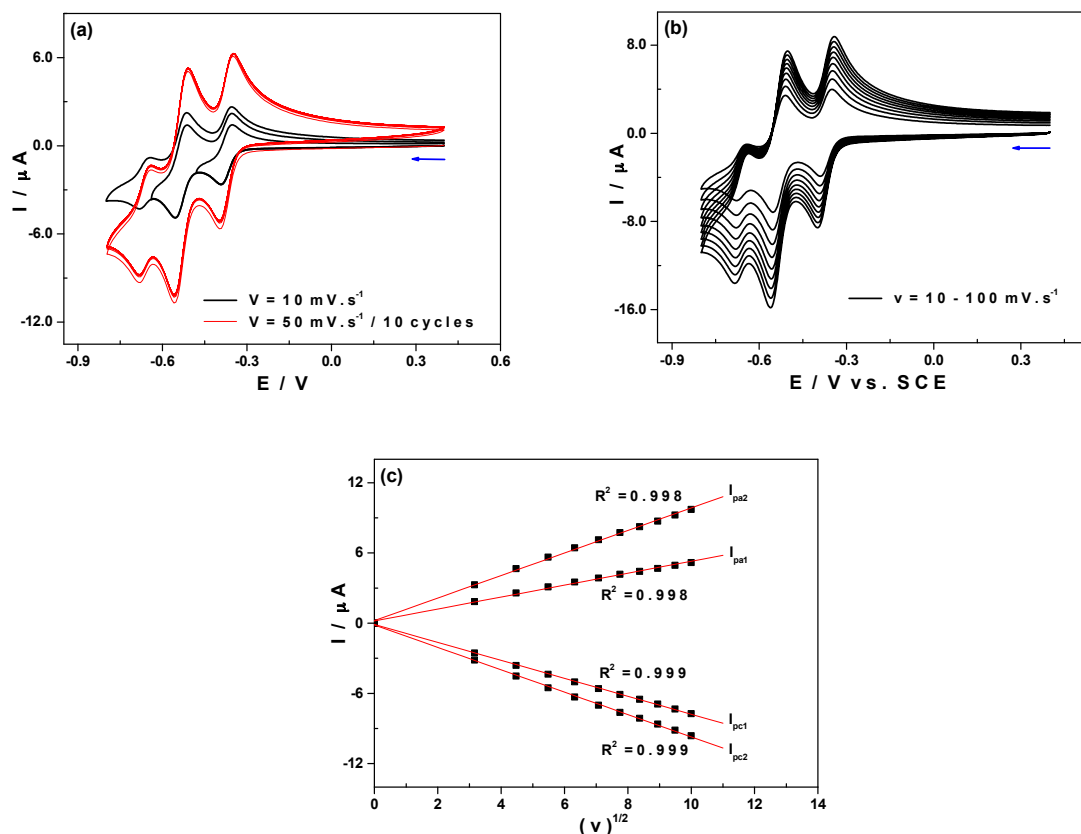 (a)
6.0
0.0
-6.0
-12.0
I / µA
V = 10 mV.s⁻¹
V = 50 mV.s⁻¹ / 10 cycles
-0.9 -0.6 -0.3 0.0 0.3 0.6
E / V
(b)
8.0
0.0
-8.0
-16.0
I / µA
v = 10 - 100 mV.s⁻¹
-0.9 -0.6 -0.3 0.0 0.3
E / V vs. SCE
(c)
12
6
0
-6
-12
I / µA
R² = 0.998
I_pa2
I_pa1
R² = 0.998
R² = 0.999
I_pc1
I_pc2
R² = 0.999
0 2 4 6 8 10 12 14
(v)^1/2